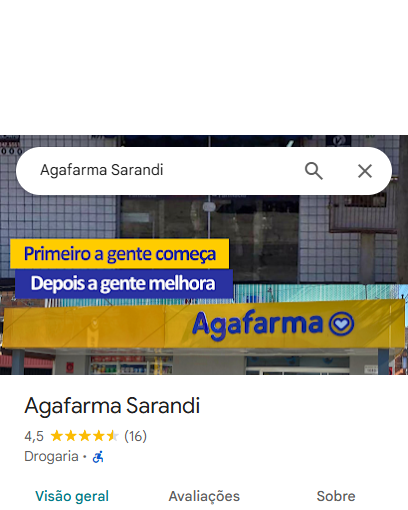 Agafarma Sarandi
Primeiro a gente começa
Depois a gente melhora
Agafarma
Agafarma Sarandi
4,5 (16)
Drogaria ·
Visão geral
Avaliações
Sobre